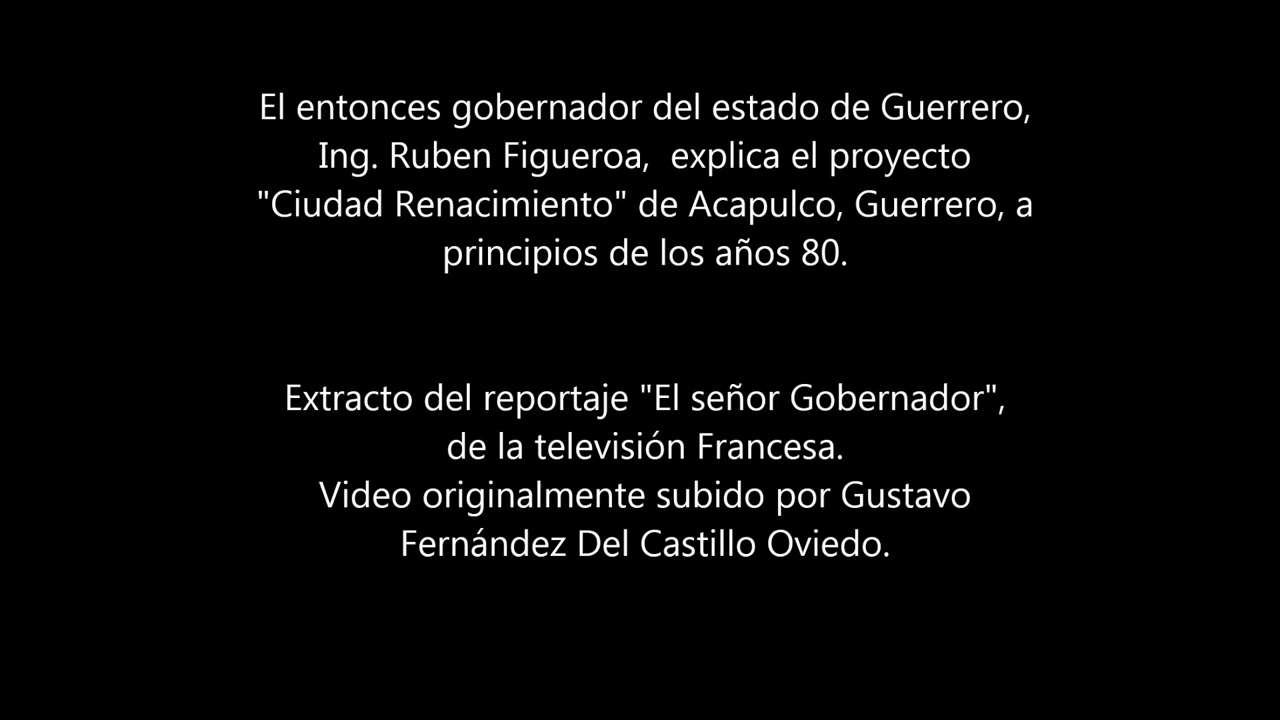 El entonces gobernador del estado de Guerrero,
Ing. Ruben Figueroa,  explica el proyecto
"Ciudad Renacimiento" de Acapulco, Guerrero, a
principios de los años 80.
Extracto del reportaje "El señor Gobernador",
de la televisión Francesa.
Video originalmente subido por Gustavo
Fernández Del Castillo Oviedo.